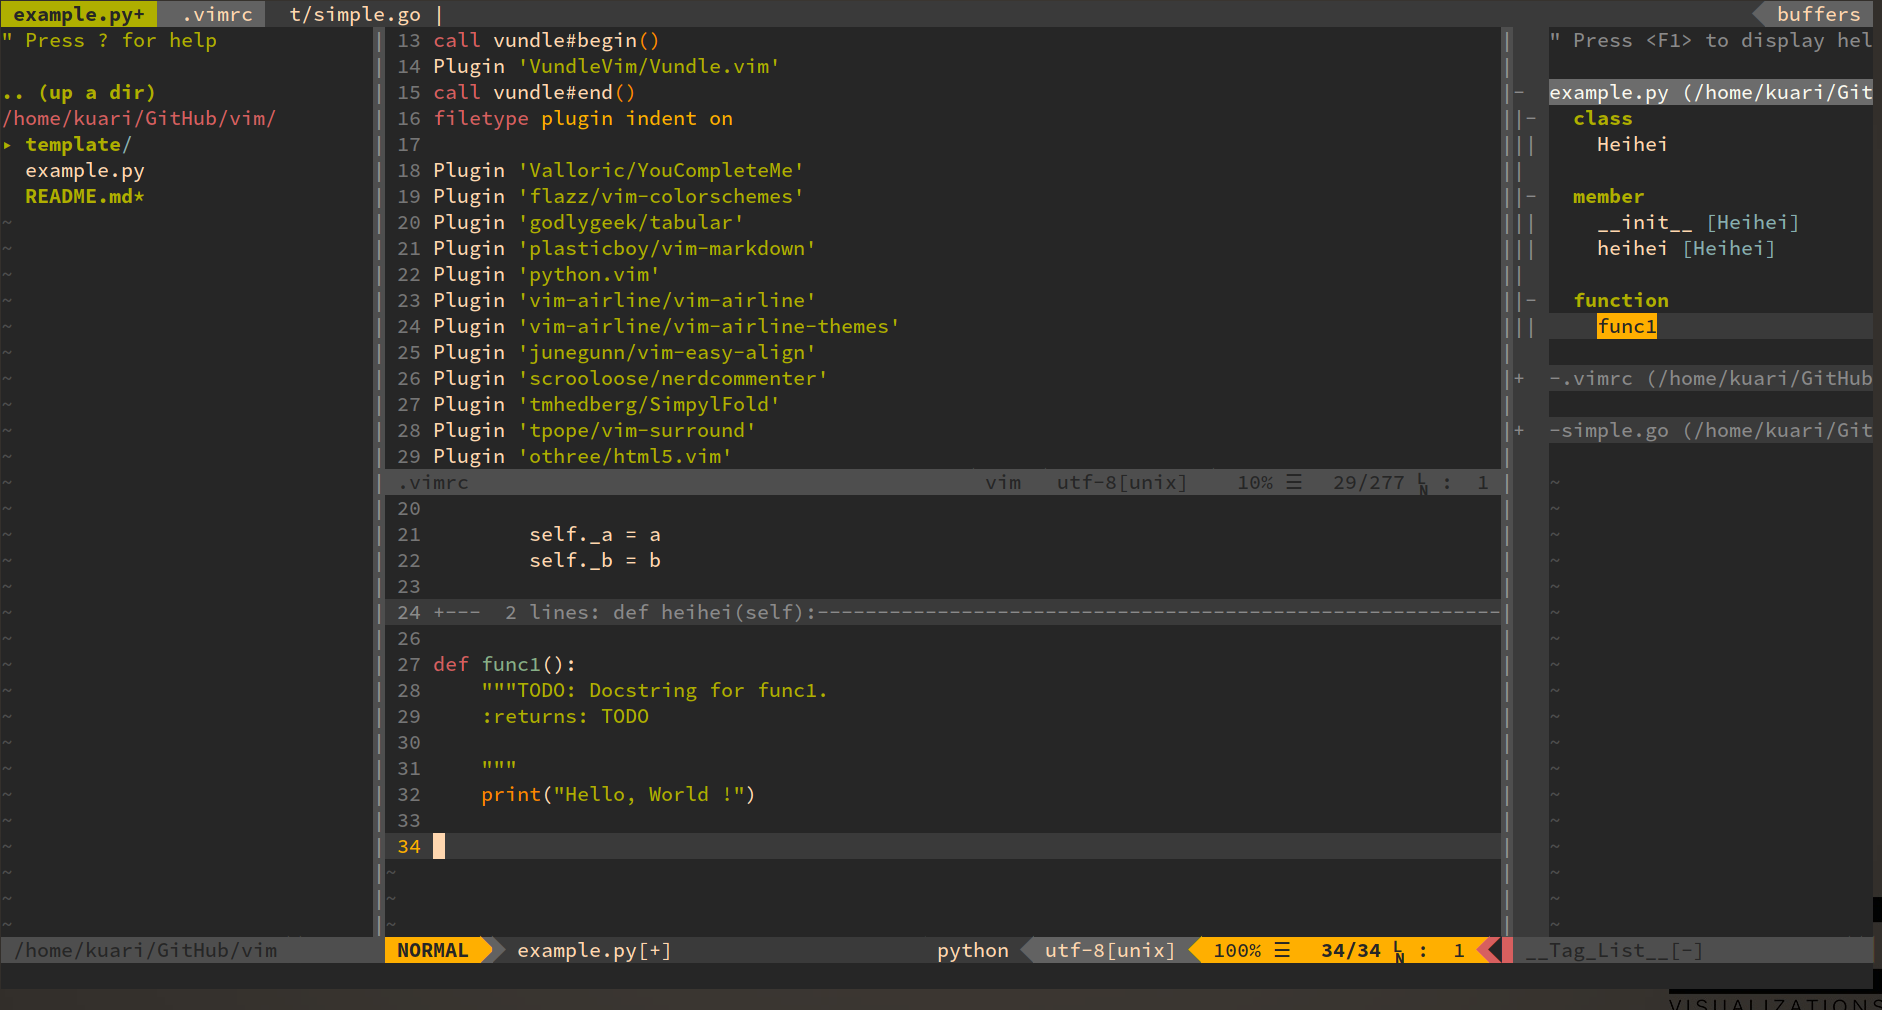 example.py+ .vimrc t/simple.go | buffers
" Press ? for help
.. (up a dir)
/home/kuari/GitHub/vim/
▸ template/
example.py
README.md*
/home/kuari/GitHub/vim
13 call vundle#begin()
14 Plugin 'VundleVim/Vundle.vim'
15 call vundle#end()
16 filetype plugin indent on
17
18 Plugin 'Valloric/YouCompleteMe'
19 Plugin 'flazz/vim-colorschemes'
20 Plugin 'godlygeek/tabular'
21 Plugin 'plasticboy/vim-markdown'
22 Plugin 'python.vim'
23 Plugin 'vim-airline/vim-airline'
24 Plugin 'vim-airline/vim-airline-themes'
25 Plugin 'junegunn/vim-easy-align'
26 Plugin 'scrooloose/nerdcommenter'
27 Plugin 'tmhedberg/SimpylFold'
28 Plugin 'tpope/vim-surround'
29 Plugin 'othree/html5.vim'
.vimrc vim utf-8[unix] 10% ☰ 29/277 LN : 1
20
21 self._a = a
22 self._b = b
23
24 +--- 2 lines: def heihei(self):---------------------------------------------------------
26
27 def func1():
28 """TODO: Docstring for func1.
29 :returns: TODO
30
31 """
32 print("Hello, World !")
33
34
NORMAL example.py[+] python utf-8[unix] 100% ☰ 34/34 LN : 1
" Press <F1> to display hel
- example.py (/home/kuari/Git
||- class
||| Heihei
||- member
||| __init__ [Heihei]
||| heihei [Heihei]
||- function
||| func1
|+ -.vimrc (/home/kuari/GitHub
|+ -simple.go (/home/kuari/Git
__Tag_List__[-]
VISUALIZATIONS